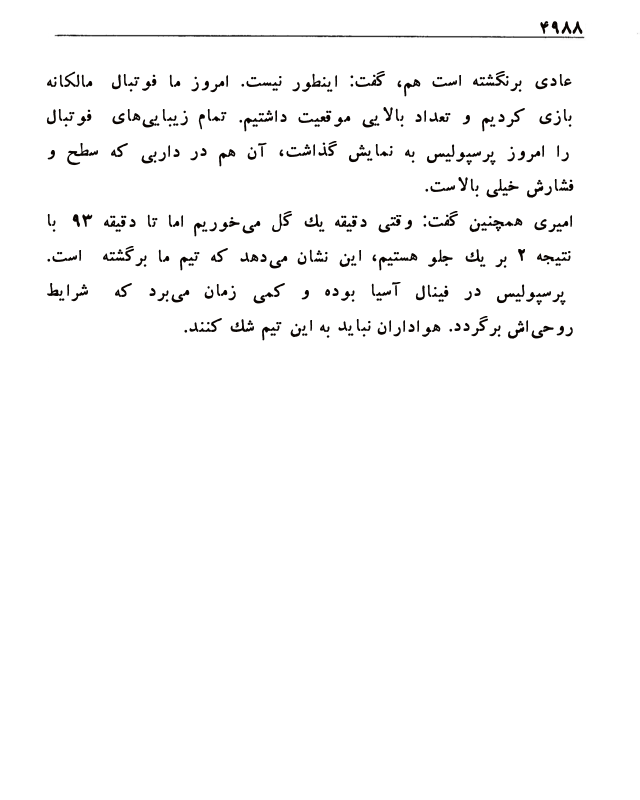 ۴۹۸۸
عادی برنگشته است هم، گفت: اینطور نیست. امروز ما فوتبال مالکانه
بازی کردیم و تعداد بالایی موقعیت داشتیم. تمام زیبایی‌های فوتبال
را امروز پرسپولیس به نمایش گذاشت، آن هم در داربی که سطح و
فشارش خیلی بالاست.
امیری همچنین گفت: وقتی دقیقه یك گل می‌خوریم اما تا دقیقه ۹۳ با
نتیجه ۲ بر یك جلو هستیم، این نشان می‌دهد که تیم ما برگشته است.
پرسپولیس در فینال آسیا بوده و کمی زمان می‌برد که شرایط
روحی‌اش برگردد. هواداران نباید به این تیم شك کنند.